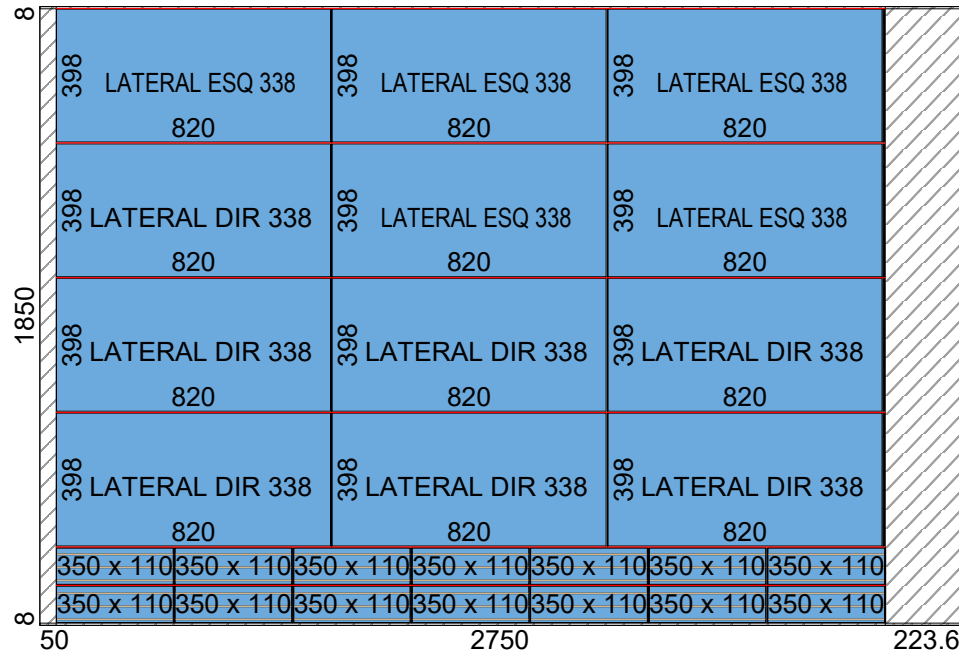 8
398 LATERAL ESQ 338 398 LATERAL ESQ 338 398 LATERAL ESQ 338
820 820 820
398 LATERAL DIR 338 398 LATERAL ESQ 338 398 LATERAL ESQ 338
820 820 820
1850
398 LATERAL DIR 338 398 LATERAL DIR 338 398 LATERAL DIR 338
820 820 820
398 LATERAL DIR 338 398 LATERAL DIR 338 398 LATERAL DIR 338
820 820 820
350 x 110 350 x 110 350 x 110 350 x 110 350 x 110 350 x 110 350 x 110
350 x 110 350 x 110 350 x 110 350 x 110 350 x 110 350 x 110 350 x 110
8
50 2750 223.6